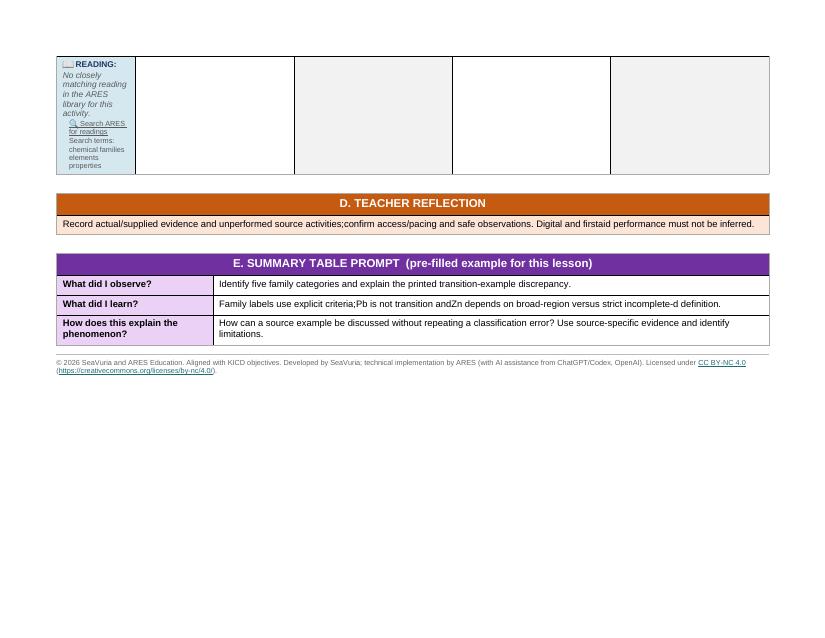 📖 READING:
No closely
matching reading
in the ARES
library for this
activity.
🔍 Search ARES
for readings
Search terms:
chemical families
elements
properties
D. TEACHER REFLECTION
Record actual/supplied evidence and unperformed source activities;confirm access/pacing and safe observations. Digital and firstaid performance must not be inferred.
E. SUMMARY TABLE PROMPT (pre-filled example for this lesson)
What did I observe?
Identify five family categories and explain the printed transition-example discrepancy.
What did I learn?
Family labels use explicit criteria;Pb is not transition andZn depends on broad-region versus strict incomplete-d definition.
How does this explain the
phenomenon?
How can a source example be discussed without repeating a classification error? Use source-specific evidence and identify
limitations.
© 2026 SeaVuria and ARES Education. Aligned with KICD objectives. Developed by SeaVuria; technical implementation by ARES (with AI assistance from ChatGPT/Codex, OpenAI). Licensed under CC BY-NC 4.0
(https://creativecommons.org/licenses/by-nc/4.0/).